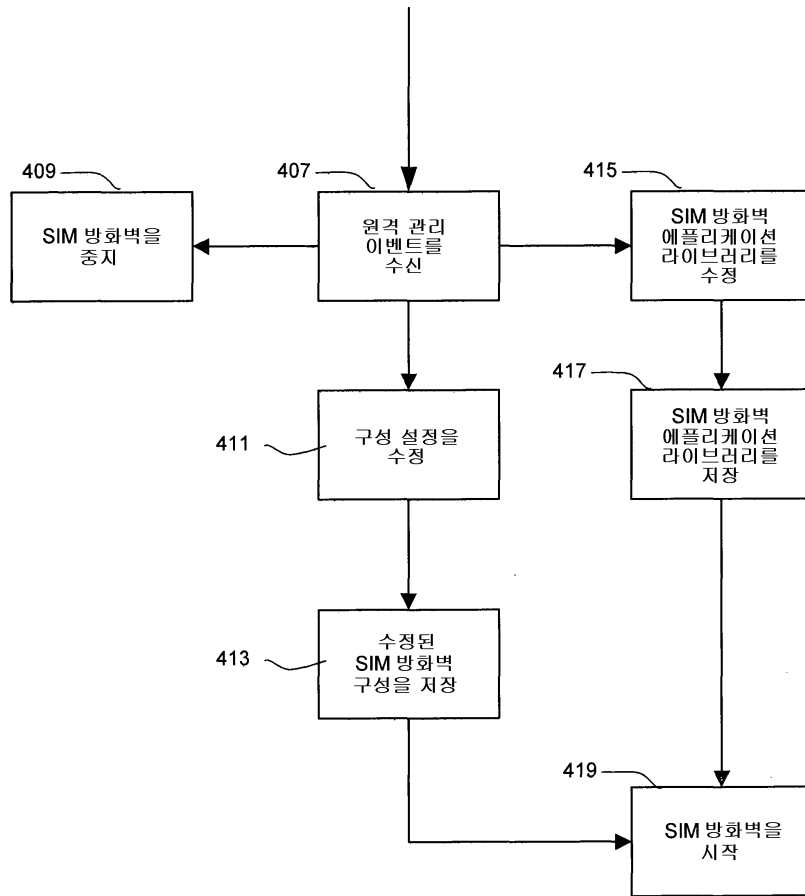 409
SIM 방화벽을
중지
407
원격 관리
이벤트를
수신
415
SIM 방화벽
에플리케이션
라이브러리를
수정
411
구성 설정을
수정
417
SIM 방화벽
에플리케이션
라이브러리를
저장
413
수정된
SIM 방화벽
구성을 저장
419
SIM 방화벽을
시작